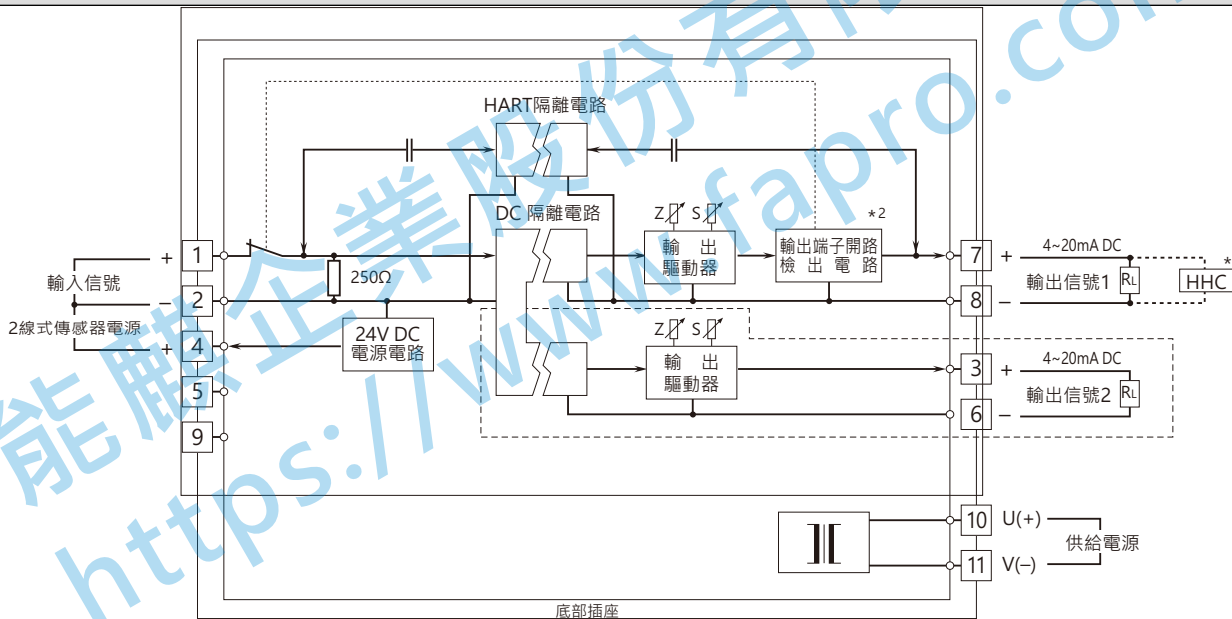 HART隔離電路
DC 隔離電路
Z
S
*2
輸 出
驅動器
輸出端子開路
檢 出 電 路
1
+
輸入信號
250Ω
2
−
2線式傳感器電源
+
4
24V DC
電源電路
5
9
7
+
4~20mA DC
輸出信號1
RL
HHC
*
8
−
Z
S
輸 出
驅動器
3
+
4~20mA DC
輸出信號2
RL
6
−
10
U(+)
供給電源
11
V(−)
底部插座
能麒企業股份有限
https://www.fapro.com